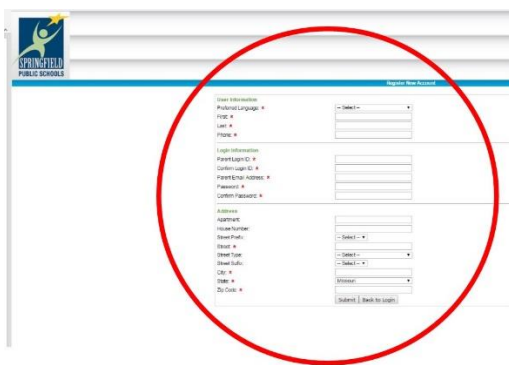 SPRINGFIELD
PUBLIC SCHOOLS
Register New Account
User Information
Preferred Language: * -- Select --
First: *
Last: *
Phone: *
Login Information
Parent Login ID: *
Confirm Login ID: *
Parent Email Address: *
Password: *
Confirm Password: *
Address
Apartment:
House Number:
Street Prefix: -- Select --
Street: *
Street Type: -- Select --
Street Suffix: -- Select --
City: *
State: * Missouri
Zip Code: *
Submit Back to Login